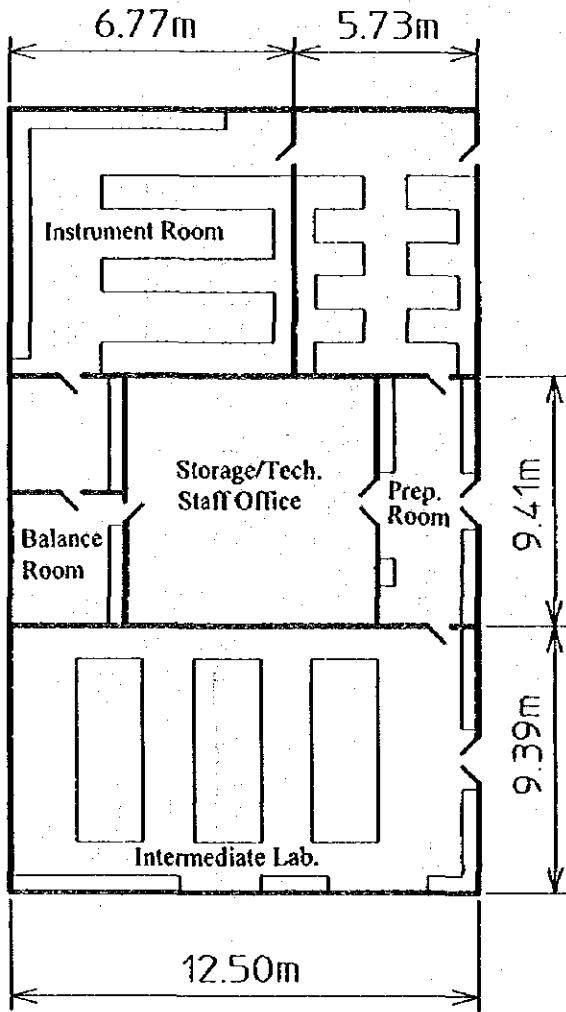 6.77m
5.73m
Instrument Room
Storage/Tech.
Staff Office
Prep.
Room
Balance
Room
9.41m
9.39m
Intermediate Lab.
12.50m